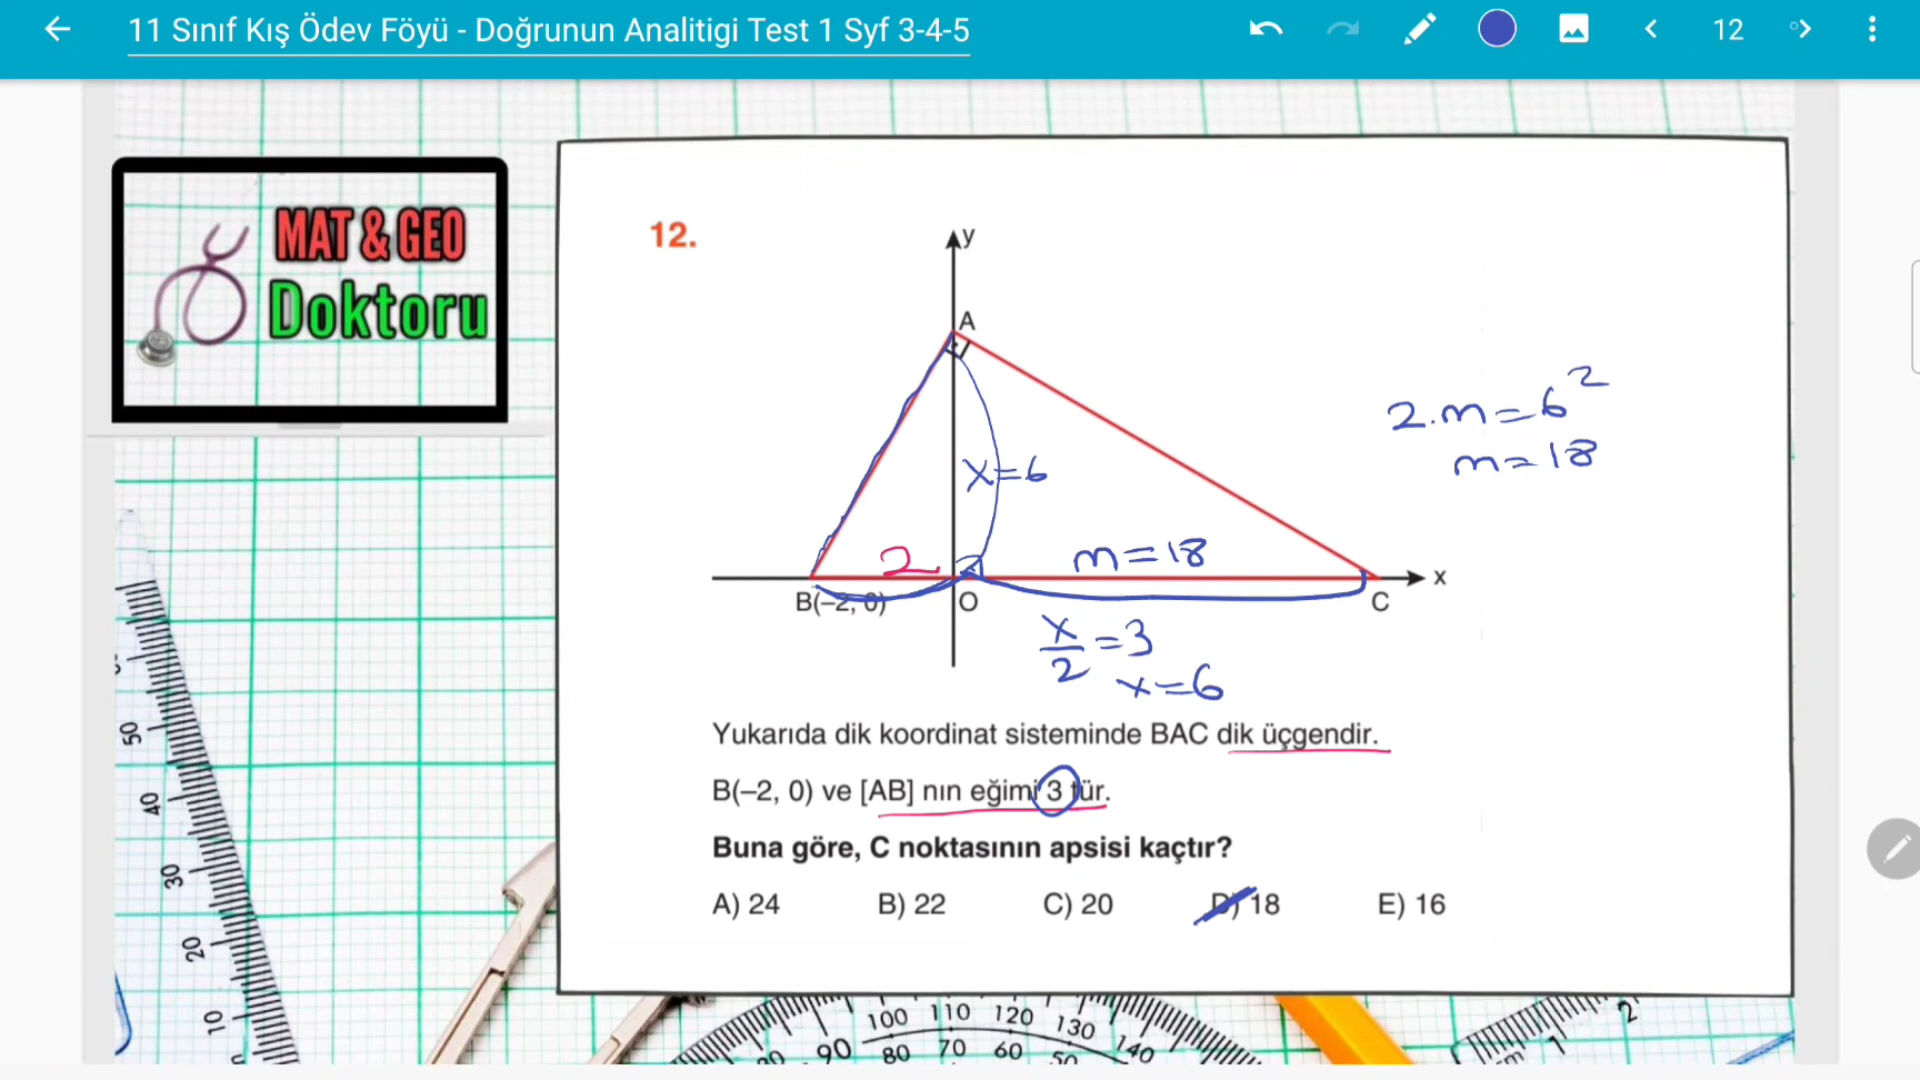 11 Sınıf Kış Ödev Föyü - Doğrunun Analitigi Test 1 Syf 3-4-5
12
MAT & GEO
Doktoru
12.
y
A
x=6
2.m=6²
m=18
2
m=18
x
B(–2, 0)
O
C
x/2=3
x=6
Yukarıda dik koordinat sisteminde BAC dik üçgendir.
B(–2, 0) ve [AB] nın eğimi 3 tür.
Buna göre, C noktasının apsisi kaçtır?
A) 24 B) 22 C) 20 D) 18 E) 16
50
40
30
20
10
90 100 110 120 130 140
80 70 60 50
2
1